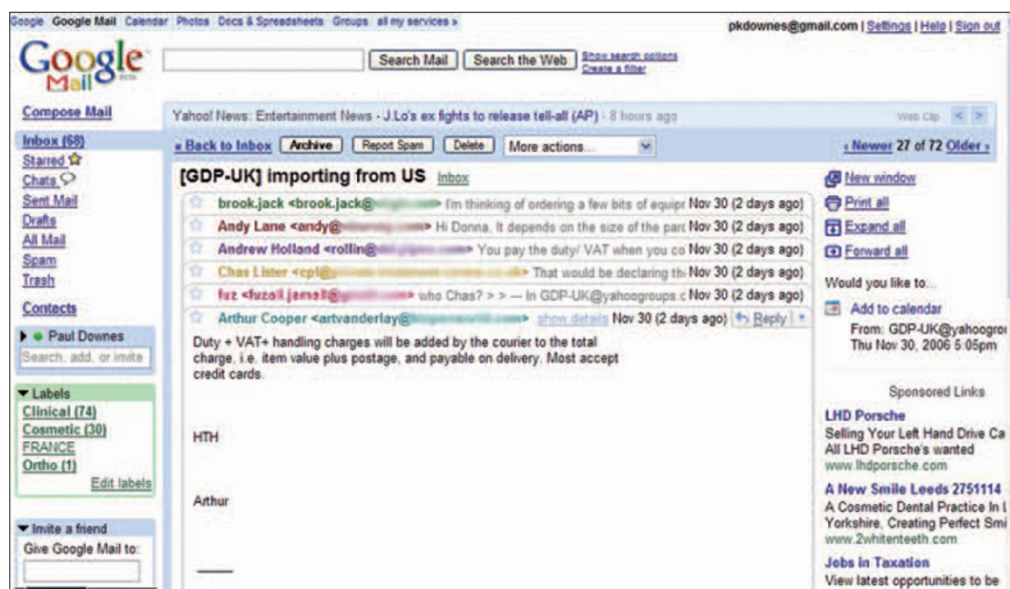 Google Google Mail Calendar Photos Docs & Spreadsheets Groups all my services »
pkdownes@gmail.com | Settings | Help | Sign out
Google
Mail BETA
Search Mail Search the Web Show search options
Create a filter
Compose Mail
Inbox (68)
Starred
Chats
Sent Mail
Drafts
All Mail
Spam
Trash
Contacts
Paul Downes
Search, add, or invite
Labels
Clinical (74)
Cosmetic (30)
FRANCE
Ortho (1)
Edit labels
Invite a friend
Give Google Mail to:
Yahoo! News: Entertainment News - J.Lo's ex fights to release tell-all (AP) - 8 hours ago Web Clip < >
« Back to Inbox Archive Report Spam Delete More actions... ‹ Newer 27 of 72 Older ›
[GDP-UK] importing from US Inbox
brook.jack <brook.jack@ > I'm thinking of ordering a few bits of equip Nov 30 (2 days ago)
Andy Lane <andy@ > Hi Donna, It depends on the size of the parc Nov 30 (2 days ago)
Andrew Holland <rollin@ > You pay the duty/ VAT when you co Nov 30 (2 days ago)
Chas Lister <cpl@ > That would be declaring th Nov 30 (2 days ago)
fuz <fuzail.jamall@ > who Chas? > > --- In GDP-UK@yahoogroups.c Nov 30 (2 days ago)
Arthur Cooper <artvanderlay@ > show details Nov 30 (2 days ago) Reply
Duty + VAT+ handling charges will be added by the courier to the total
charge, i.e. item value plus postage, and payable on delivery. Most accept
credit cards.
HTH
Arthur
New window
Print all
Expand all
Forward all
Would you like to...
Add to calendar
From: GDP-UK@yahoogrou
Thu Nov 30, 2006 5:05pm
Sponsored Links
LHD Porsche
Selling Your Left Hand Drive Ca
All LHD Porsche's wanted
www.lhdporsche.com
A New Smile Leeds 2751114
A Cosmetic Dental Practice In L
Yorkshire, Creating Perfect Smi
www.2whitenteeth.com
Jobs in Taxation
View latest opportunities to be